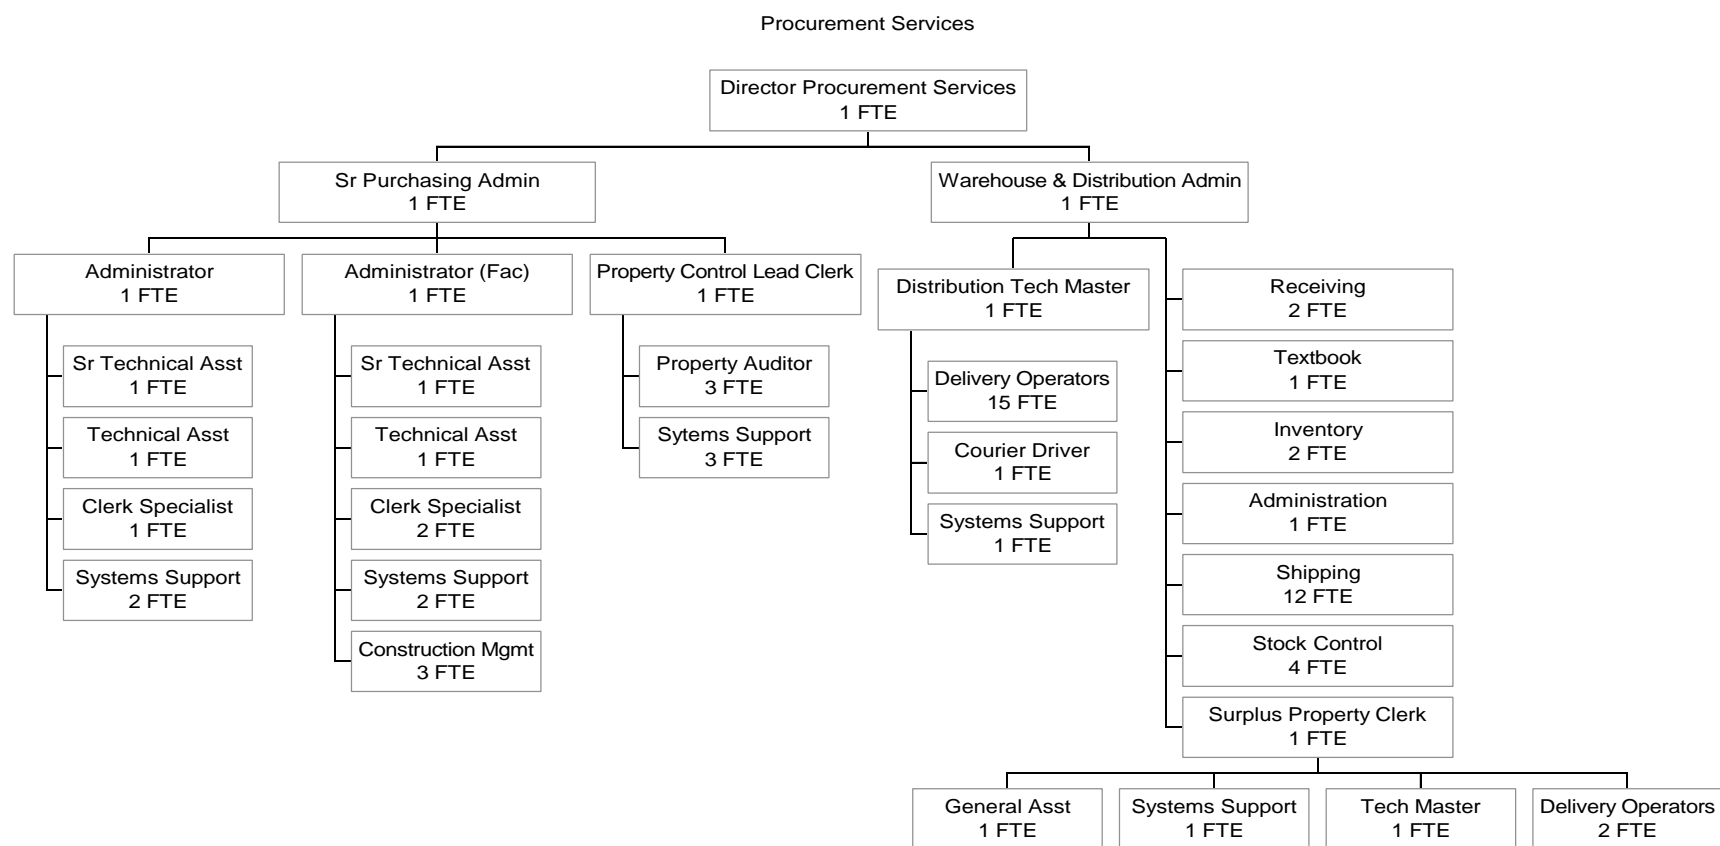 Procurement Services
Director Procurement Services
1 FTE
Sr Purchasing Admin
1 FTE
Warehouse & Distribution Admin
1 FTE
Administrator
1 FTE
Sr Technical Asst
1 FTE
Technical Asst
1 FTE
Clerk Specialist
1 FTE
Systems Support
2 FTE
Administrator (Fac)
1 FTE
Sr Technical Asst
1 FTE
Technical Asst
1 FTE
Clerk Specialist
2 FTE
Systems Support
2 FTE
Construction Mgmt
3 FTE
Property Control Lead Clerk
1 FTE
Property Auditor
3 FTE
Sytems Support
3 FTE
Distribution Tech Master
1 FTE
Delivery Operators
15 FTE
Courier Driver
1 FTE
Systems Support
1 FTE
Receiving
2 FTE
Textbook
1 FTE
Inventory
2 FTE
Administration
1 FTE
Shipping
12 FTE
Stock Control
4 FTE
Surplus Property Clerk
1 FTE
General Asst
1 FTE
Systems Support
1 FTE
Tech Master
1 FTE
Delivery Operators
2 FTE